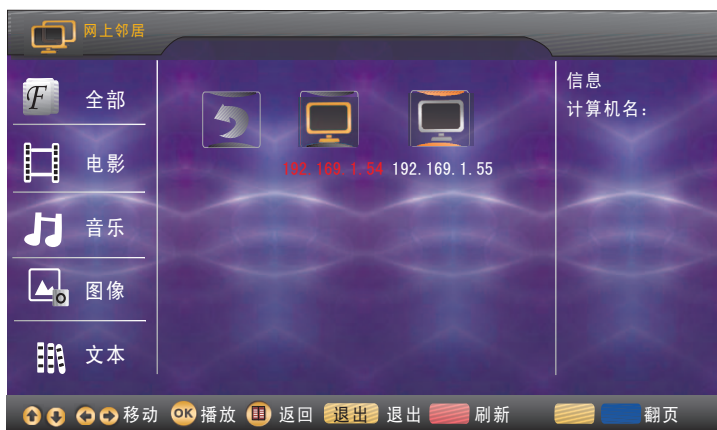 网上邻居
F 全部
电影
音乐
图像
文本
192.169.1.54 192.169.1.55
信息
计算机名：
移动 OK 播放 返回 退出 退出 刷新 翻页